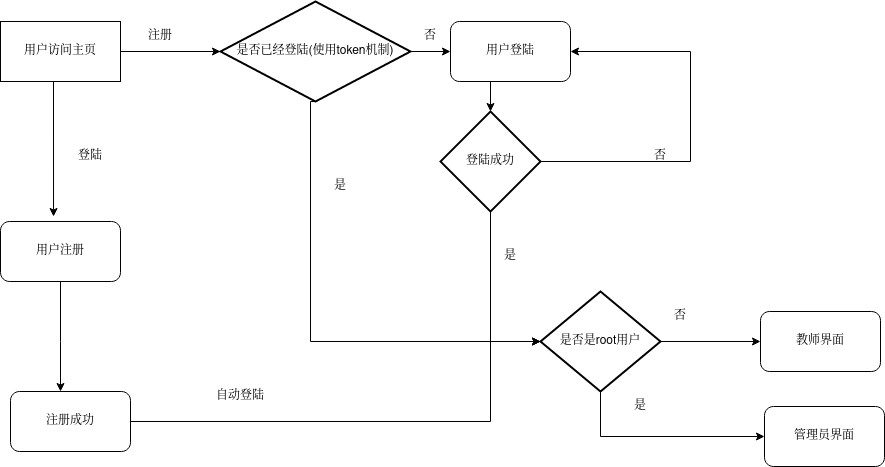 用户访问主页
注册
是否已经登陆(使用token机制)
否
用户登陆
登陆
登陆成功
否
是
用户注册
是
是否是root用户
否
教师界面
自动登陆
注册成功
是
管理员界面